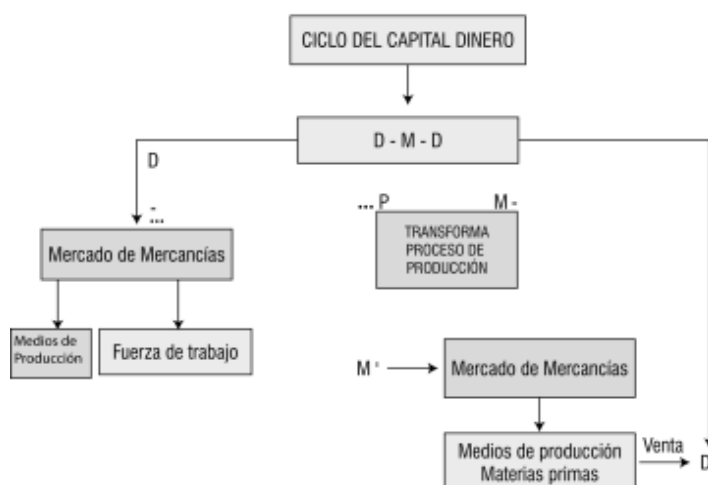 CICLO DEL CAPITAL DINERO
D - M - D
D
- ...
... P
M -
Mercado de Mercancías
TRANSFORMA
PROCESO DE
PRODUCCIÓN
Medios de
Producción
Fuerza de trabajo
M '
Mercado de Mercancías
Medios de producción
Materias primas
Venta
D